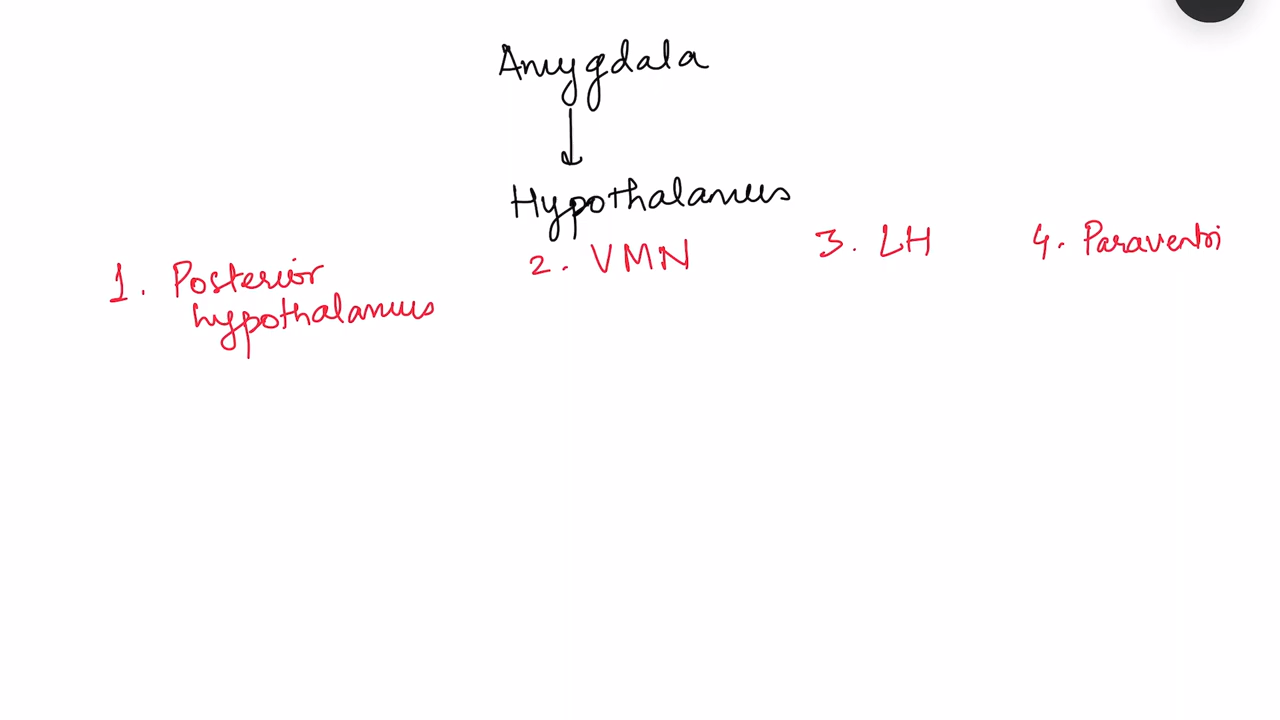 Amygdala
Hypothalamus
1. Posterior
hypothalamus
2. VMN
3. LH
4. Paraventri